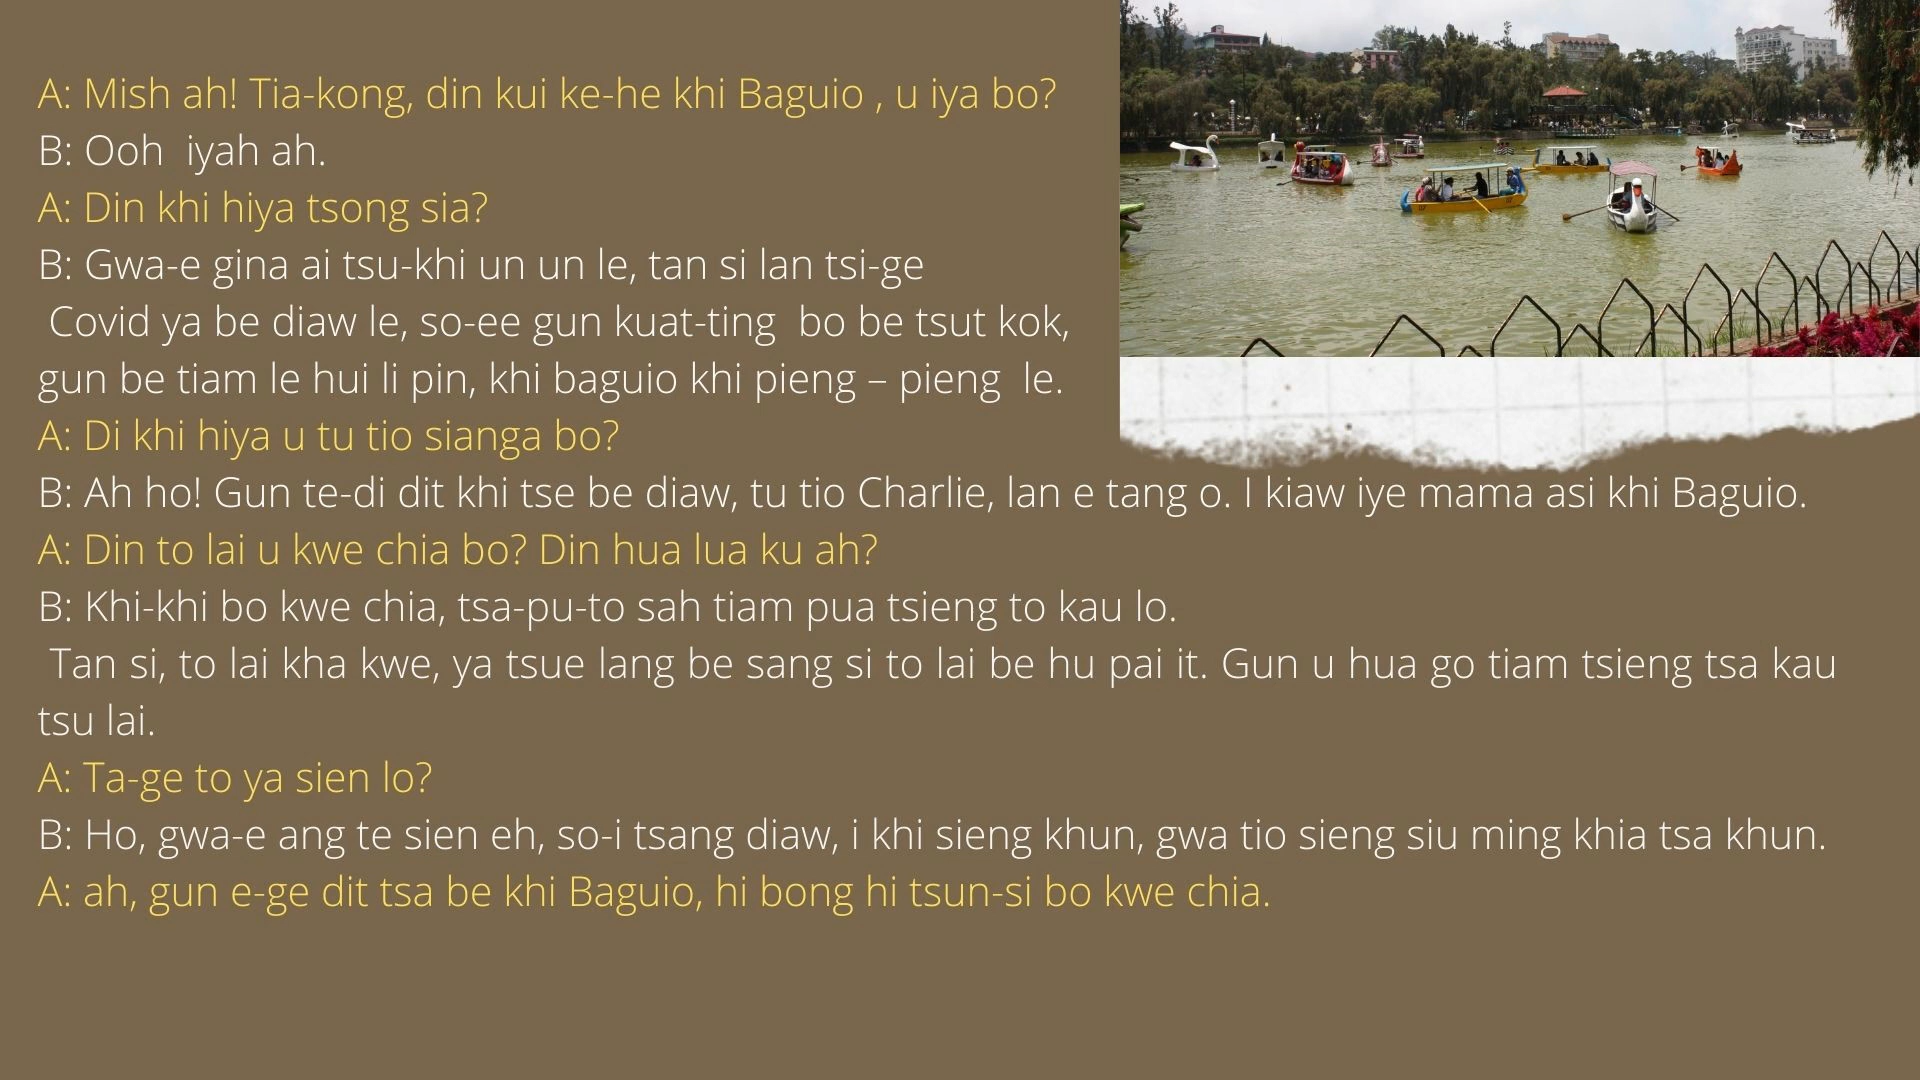 A: Mish ah! Tia-kong, din kui ke-he khi Baguio , u iya bo?
B: Ooh  iyah ah.
A: Din khi hiya tsong sia?
B: Gwa-e gina ai tsu-khi un un le, tan si lan tsi-ge
Covid ya be diaw le, so-ee gun kuat-ting  bo be tsut kok,
gun be tiam le hui li pin, khi baguio khi pieng – pieng  le.
A: Di khi hiya u tu tio sianga bo?
B: Ah ho! Gun te-di dit khi tse be diaw, tu tio Charlie, lan e tang o. I kiaw iye mama asi khi Baguio.
A: Din to lai u kwe chia bo? Din hua lua ku ah?
B: Khi-khi bo kwe chia, tsa-pu-to sah tiam pua tsieng to kau lo.
Tan si, to lai kha kwe, ya tsue lang be sang si to lai be hu pai it. Gun u hua go tiam tsieng tsa kau
tsu lai.
A: Ta-ge to ya sien lo?
B: Ho, gwa-e ang te sien eh, so-i tsang diaw, i khi sieng khun, gwa tio sieng siu ming khia tsa khun.
A: ah, gun e-ge dit tsa be khi Baguio, hi bong hi tsun-si bo kwe chia.